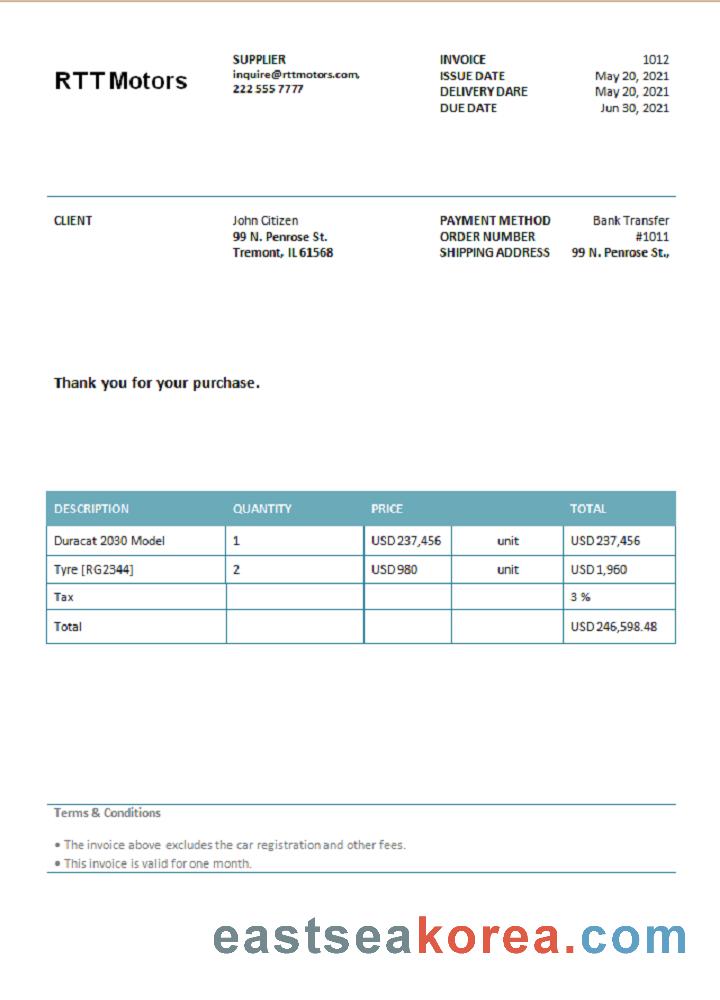 RTT Motors
SUPPLIER
inquire@rttmotors.com,
222 555 7777
INVOICE 1012
ISSUE DATE May 20, 2021
DELIVERY DARE May 20, 2021
DUE DATE Jun 30, 2021
CLIENT
John Citizen
99 N. Penrose St.
Tremont, IL 61568
PAYMENT METHOD Bank Transfer
ORDER NUMBER #1011
SHIPPING ADDRESS 99 N. Penrose St.,
Thank you for your purchase.
DESCRIPTION QUANTITY PRICE TOTAL
Duracat 2030 Model 1 USD 237,456 unit USD 237,456
Tyre [RG2344] 2 USD 980 unit USD 1,960
Tax 3 %
Total USD 246,598.48
Terms & Conditions
• The invoice above excludes the car registration and other fees.
• This invoice is valid for one month.
eastseakorea.com